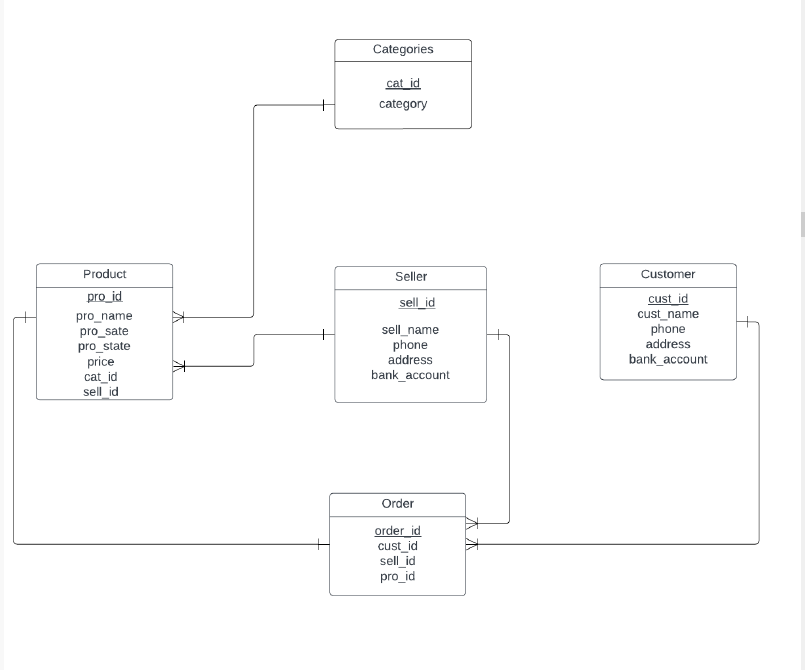 Categories
cat_id
category
Product
pro_id
pro_name
pro_sate
pro_state
price
cat_id
sell_id
Seller
sell_id
sell_name
phone
address
bank_account
Customer
cust_id
cust_name
phone
address
bank_account
Order
order_id
cust_id
sell_id
pro_id